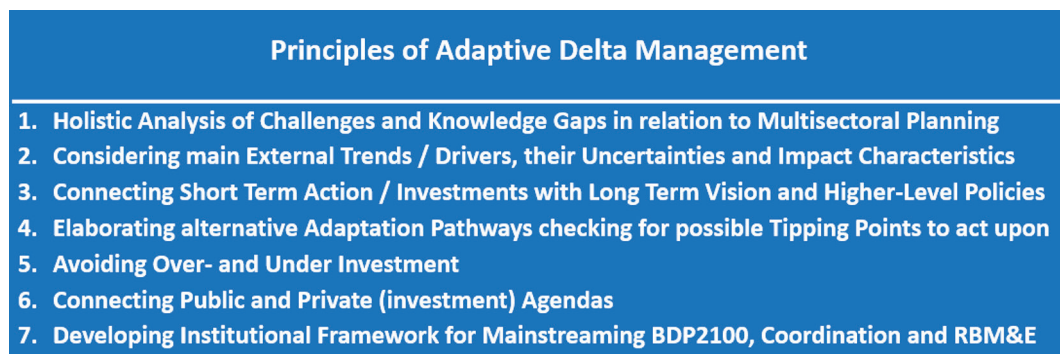 Principles of Adaptive Delta Management
1. Holistic Analysis of Challenges and Knowledge Gaps in relation to Multisectoral Planning
2. Considering main External Trends / Drivers, their Uncertainties and Impact Characteristics
3. Connecting Short Term Action / Investments with Long Term Vision and Higher-Level Policies
4. Elaborating alternative Adaptation Pathways checking for possible Tipping Points to act upon
5. Avoiding Over- and Under Investment
6. Connecting Public and Private (investment) Agendas
7. Developing Institutional Framework for Mainstreaming BDP2100, Coordination and RBM&E